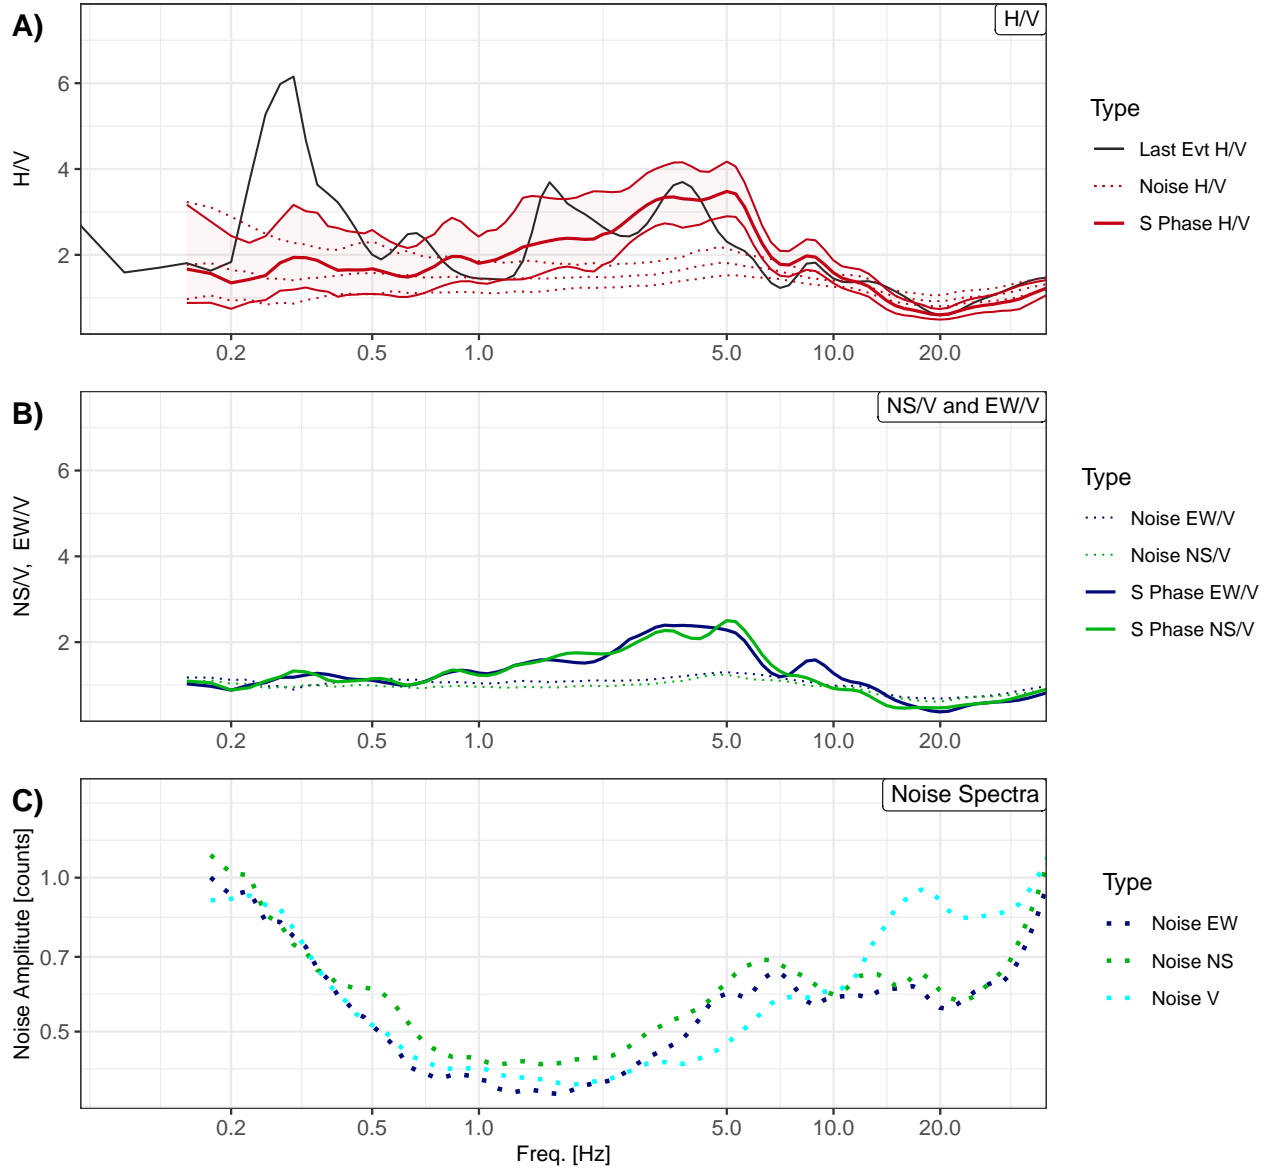 A)
H/V
6
4
2
H/V
0.2 0.5 1.0 5.0 10.0 20.0
Type
Last Evt H/V
Noise H/V
S Phase H/V
B)
NS/V and EW/V
6
4
2
NS/V, EW/V
0.2 0.5 1.0 5.0 10.0 20.0
Type
Noise EW/V
Noise NS/V
S Phase EW/V
S Phase NS/V
C)
Noise Spectra
1.0
0.7
0.5
Noise Amplitute [counts]
0.2 0.5 1.0 5.0 10.0 20.0
Freq. [Hz]
Type
Noise EW
Noise NS
Noise V